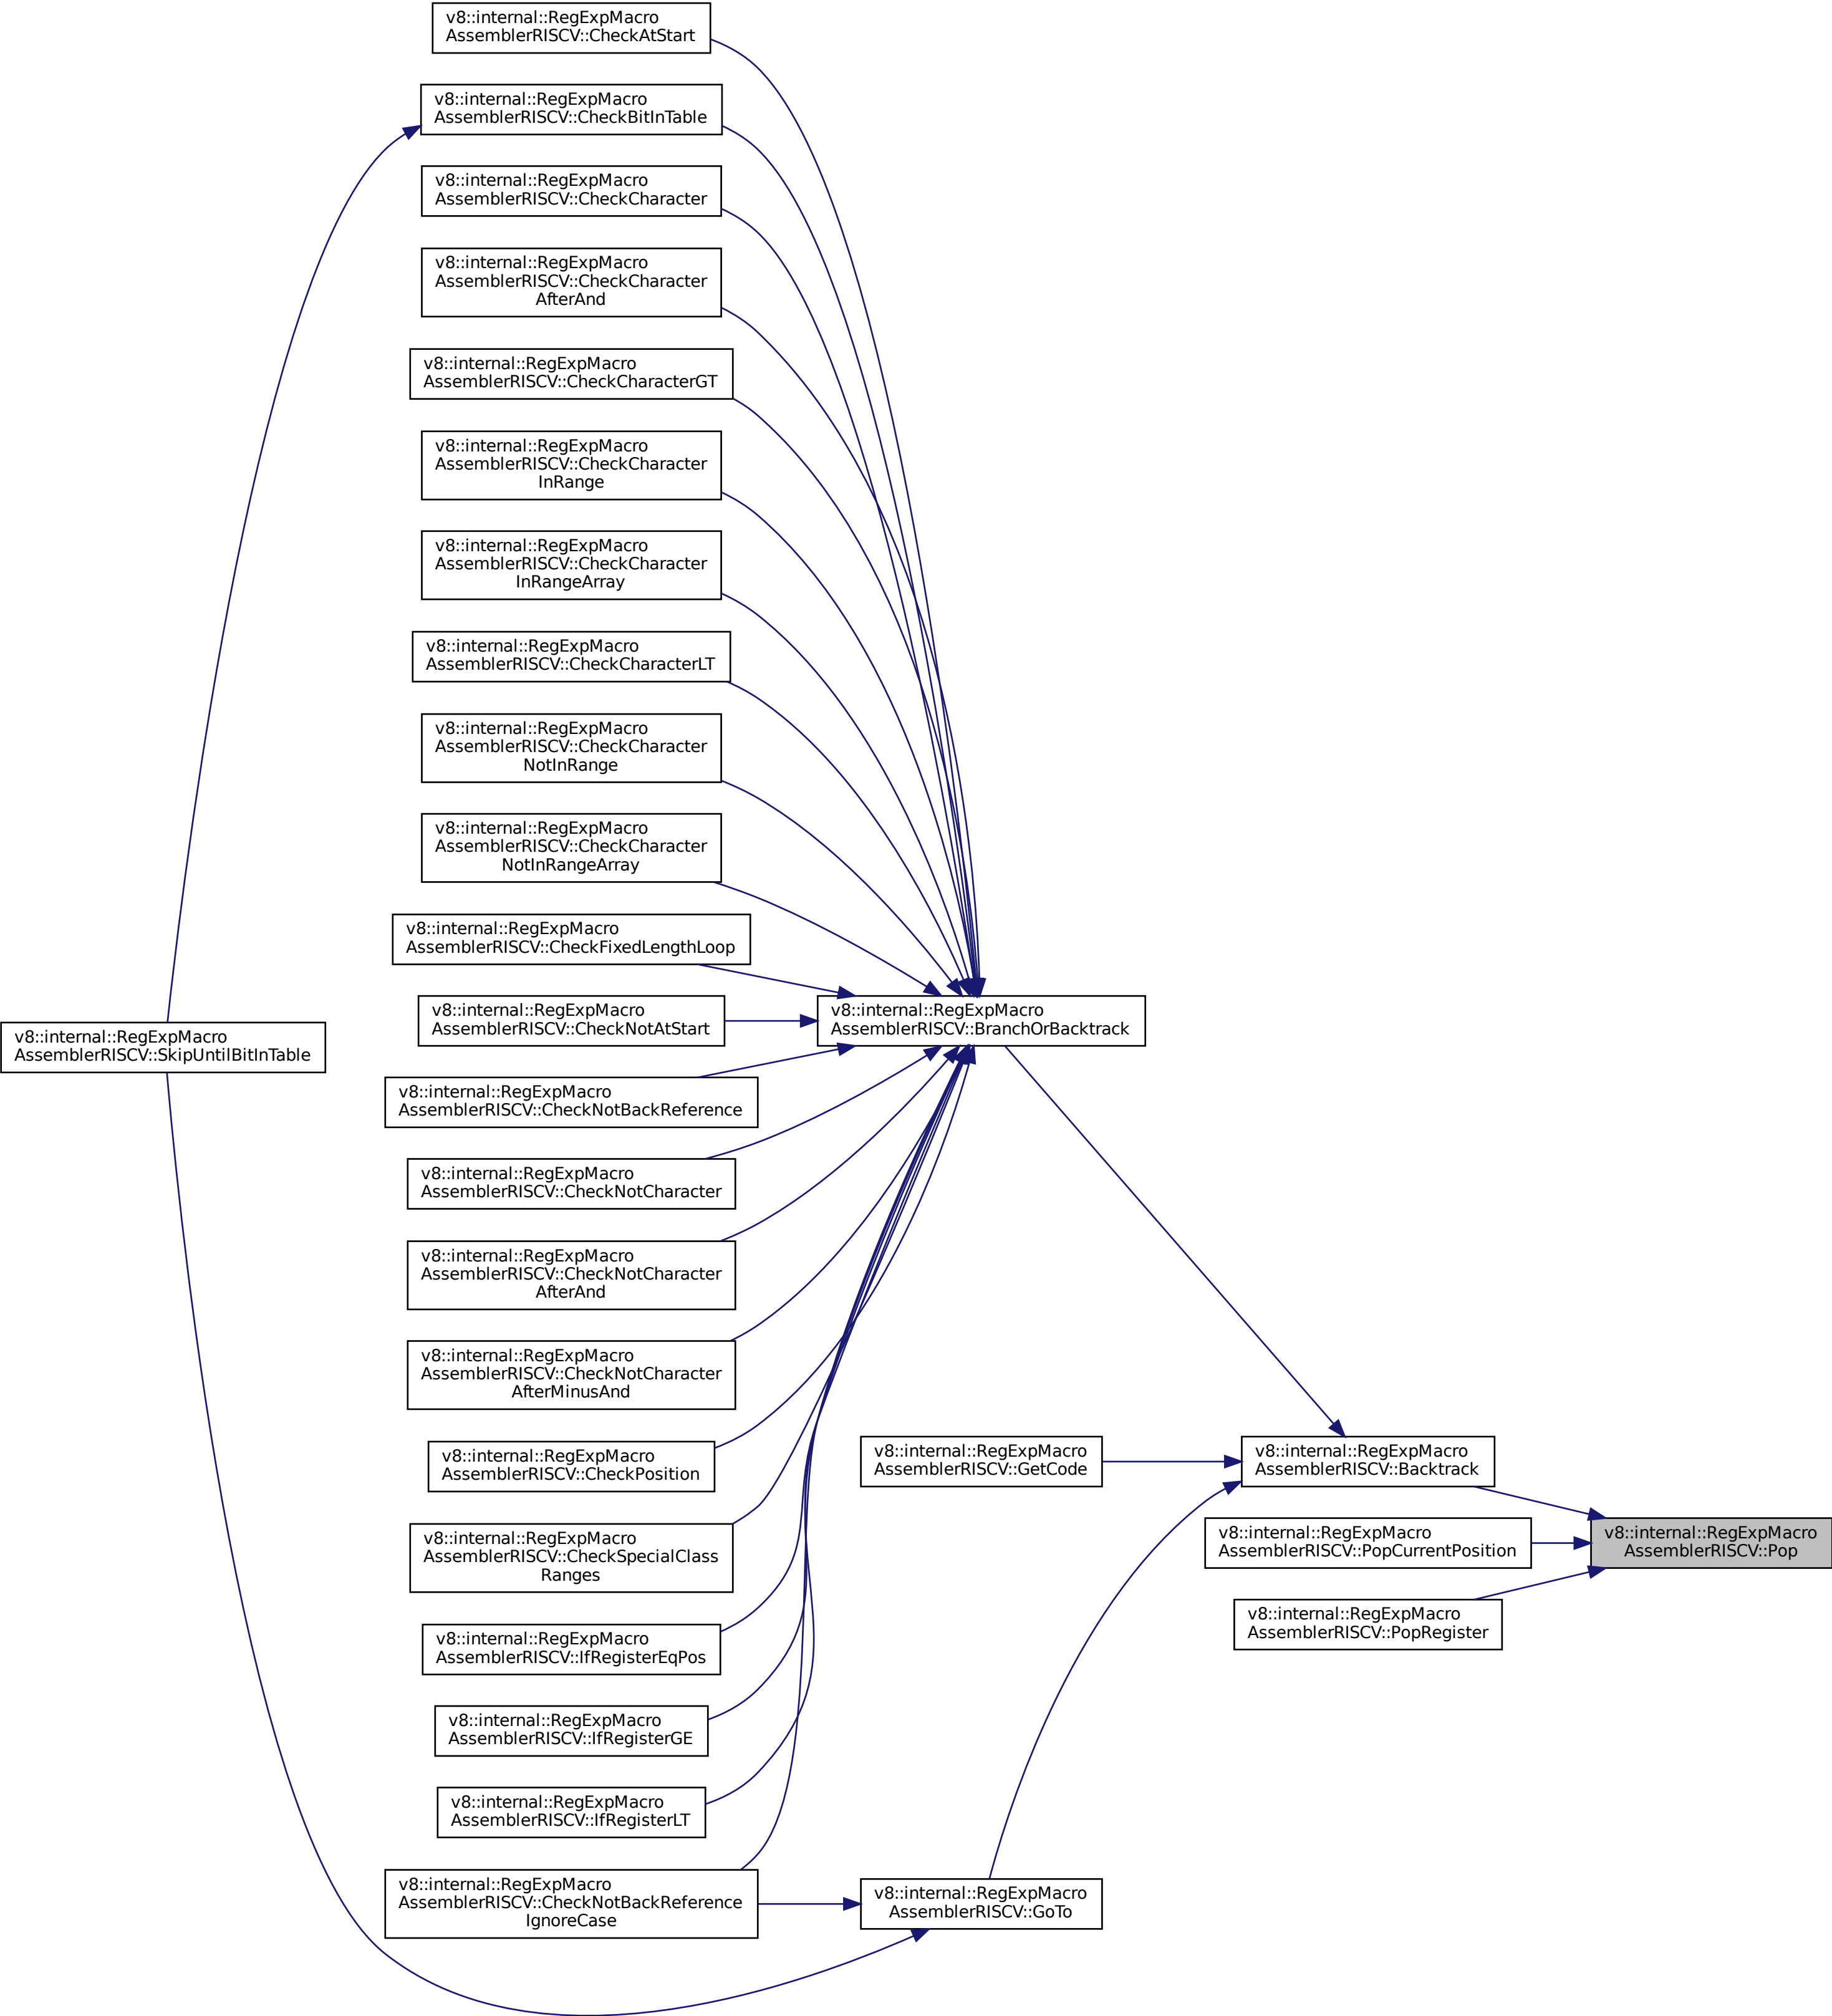 v8::internal::RegExpMacro
AssemblerRISCV::CheckAtStart
v8::internal::RegExpMacro
AssemblerRISCV::CheckBitInTable
v8::internal::RegExpMacro
AssemblerRISCV::CheckCharacter
v8::internal::RegExpMacro
AssemblerRISCV::CheckCharacter
AfterAnd
v8::internal::RegExpMacro
AssemblerRISCV::CheckCharacterGT
v8::internal::RegExpMacro
AssemblerRISCV::CheckCharacter
InRange
v8::internal::RegExpMacro
AssemblerRISCV::CheckCharacter
InRangeArray
v8::internal::RegExpMacro
AssemblerRISCV::CheckCharacterLT
v8::internal::RegExpMacro
AssemblerRISCV::CheckCharacter
NotInRange
v8::internal::RegExpMacro
AssemblerRISCV::CheckCharacter
NotInRangeArray
v8::internal::RegExpMacro
AssemblerRISCV::CheckFixedLengthLoop
v8::internal::RegExpMacro
AssemblerRISCV::CheckNotAtStart
v8::internal::RegExpMacro
AssemblerRISCV::BranchOrBacktrack
v8::internal::RegExpMacro
AssemblerRISCV::SkipUntilBitInTable
v8::internal::RegExpMacro
AssemblerRISCV::CheckNotBackReference
v8::internal::RegExpMacro
AssemblerRISCV::CheckNotCharacter
v8::internal::RegExpMacro
AssemblerRISCV::CheckNotCharacter
AfterAnd
v8::internal::RegExpMacro
AssemblerRISCV::CheckNotCharacter
AfterMinusAnd
v8::internal::RegExpMacro
AssemblerRISCV::CheckPosition
v8::internal::RegExpMacro
AssemblerRISCV::GetCode
v8::internal::RegExpMacro
AssemblerRISCV::Backtrack
v8::internal::RegExpMacro
AssemblerRISCV::CheckSpecialClass
Ranges
v8::internal::RegExpMacro
AssemblerRISCV::PopCurrentPosition
v8::internal::RegExpMacro
AssemblerRISCV::Pop
v8::internal::RegExpMacro
AssemblerRISCV::PopRegister
v8::internal::RegExpMacro
AssemblerRISCV::IfRegisterEqPos
v8::internal::RegExpMacro
AssemblerRISCV::IfRegisterGE
v8::internal::RegExpMacro
AssemblerRISCV::IfRegisterLT
v8::internal::RegExpMacro
AssemblerRISCV::CheckNotBackReference
IgnoreCase
v8::internal::RegExpMacro
AssemblerRISCV::GoTo